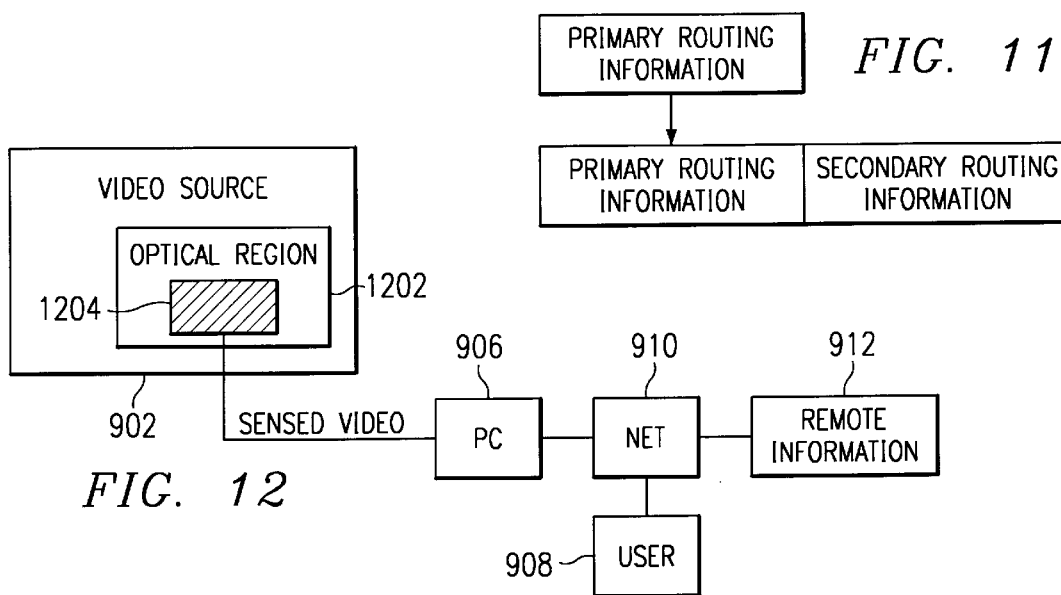 PRIMARY ROUTING
INFORMATION
FIG. 11
PRIMARY ROUTING
INFORMATION
SECONDARY ROUTING
INFORMATION
VIDEO SOURCE
OPTICAL REGION
1204
1202
902
SENSED VIDEO
906
PC
910
NET
912
REMOTE
INFORMATION
908
USER
FIG. 12